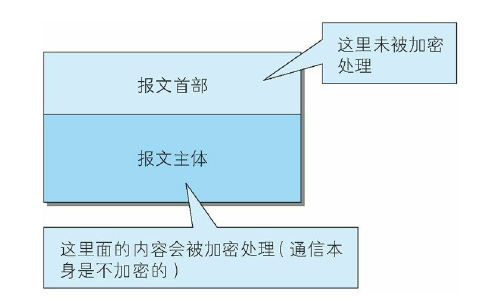 这里未被加密
处理
报文首部
报文主体
这里面的内容会被加密处理(通信本
身是不加密的)